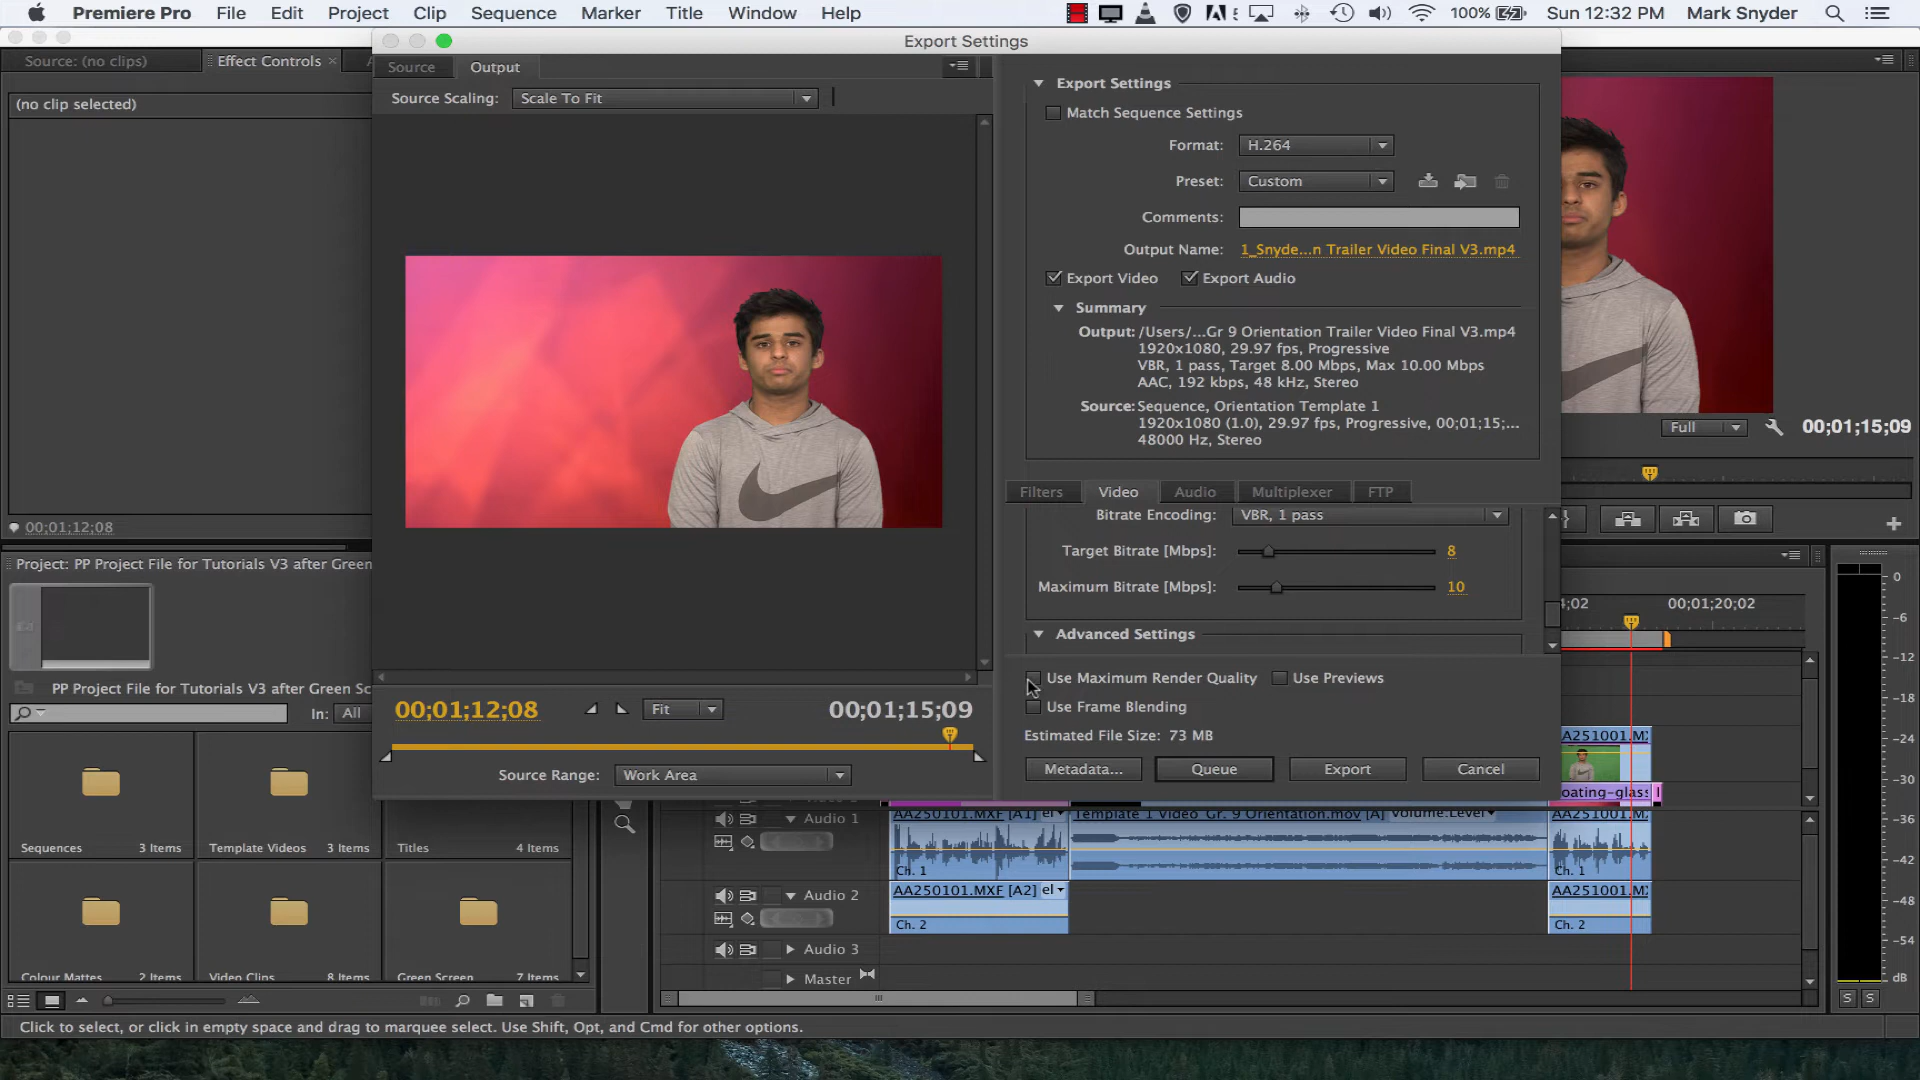 Premiere Pro File Edit Project Clip Sequence Marker Title Window Help 5 100% Sun 12:32 PM Mark Snyder
Export Settings
Source: (no clips) Effect Controls ×
(no clip selected)
00;01;12;08
Source Output
Source Scaling: Scale To Fit
00;01;12;08 Fit 00;01;15;09
Source Range: Work Area
Export Settings
Match Sequence Settings
Format: H.264
Preset: Custom
Comments:
Output Name: 1_Snyde...n Trailer Video Final V3.mp4
Export Video Export Audio
Summary
Output: /Users/...Gr 9 Orientation Trailer Video Final V3.mp4
1920x1080, 29.97 fps, Progressive
VBR, 1 pass, Target 8.00 Mbps, Max 10.00 Mbps
AAC, 192 kbps, 48 kHz, Stereo
Source: Sequence, Orientation Template 1
1920x1080 (1.0), 29.97 fps, Progressive, 00;01;15;...
48000 Hz, Stereo
Filters Video Audio Multiplexer FTP
Bitrate Encoding: VBR, 1 pass
Target Bitrate [Mbps]: 8
Maximum Bitrate [Mbps]: 10
Advanced Settings
Use Maximum Render Quality Use Previews
Use Frame Blending
Estimated File Size: 73 MB
Metadata... Queue Export Cancel
Full 00;01;15;09
Project: PP Project File for Tutorials V3 after Green
PP Project File for Tutorials V3 after Green Sc
In: All
Sequences 3 Items Template Videos 3 Items Titles 4 Items
Colour Mattes 2 Items Video Clips 8 Items Green Screen 7 Items
;4;02 00;01;20;02
AA251001.MX
oating-glass
Audio 1 AA250101.MXF [A1] el Template 1 Video Gr. 9 Orientation.mov [A] Volume:Level AA251001.MX
Ch. 1 Ch. 1
Audio 2 AA250101.MXF [A2] el AA251001.MX
Ch. 2 Ch. 2
Audio 3
Master
0
-6
-12
-18
-24
-30
-36
-42
-48
-54
dB
S S
Click to select, or click in empty space and drag to marquee select. Use Shift, Opt, and Cmd for other options.